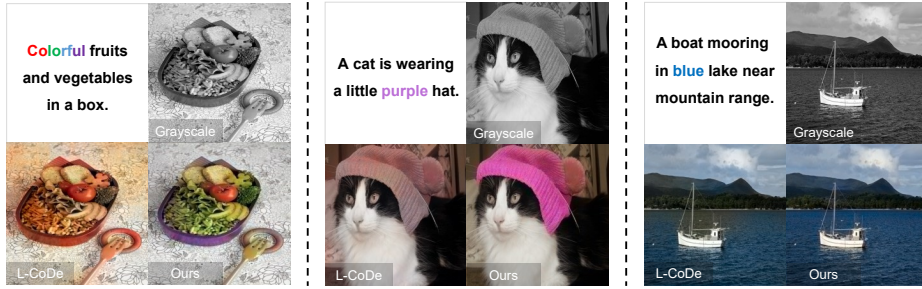 Colorful fruits
and vegetables
in a box.
Grayscale
L-CoDe
Ours
A cat is wearing
a little purple hat.
Grayscale
L-CoDe
Ours
A boat mooring
in blue lake near
mountain range.
Grayscale
L-CoDe
Ours